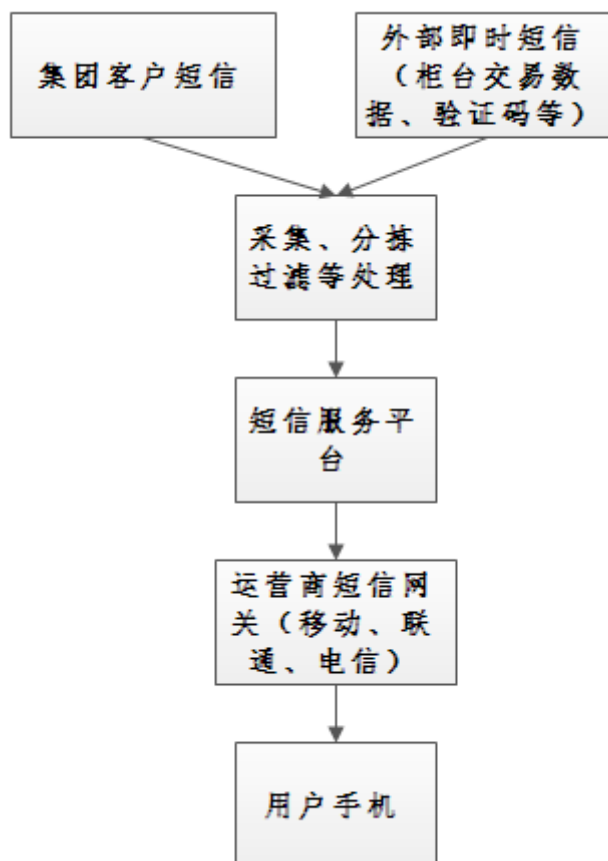 集团客户短信
外部即时短信
（柜台交易数
据、验证码等）
采集、分拣
过滤等处理
短信服务平
台
运营商短信网
关（移动、联
通、电信）
用户手机